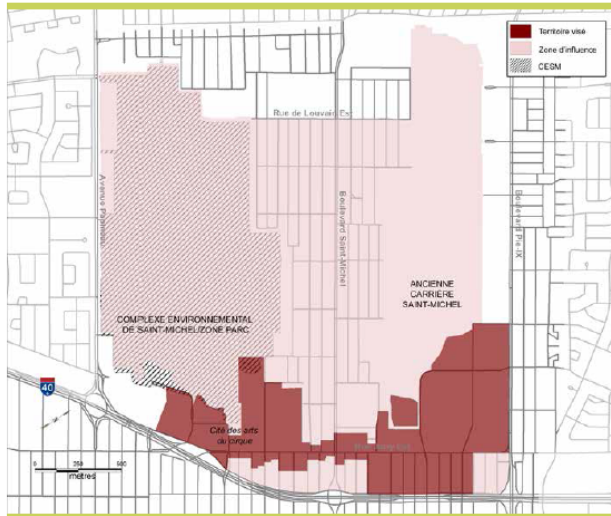 Territoire visé
Zone d'influence
CESM
Rue de Louvain Est
Avenue Papineau
Boulevard Saint-Michel
Boulevard Pie-IX
ANCIENNE
CARRIÈRE
SAINT-MICHEL
COMPLEXE ENVIRONNEMENTAL
DE SAINT-MICHEL/ZONE PARC
40
Cité des arts
du cirque
0
500
mètres